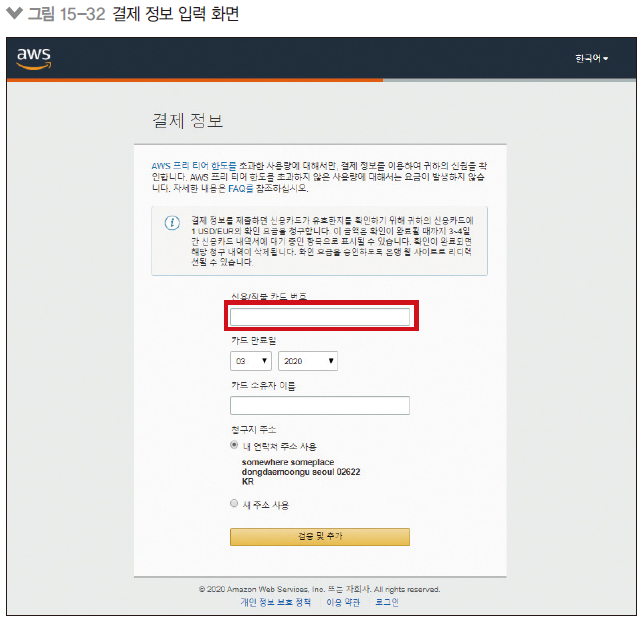 그림 15-32 결제 정보 입력 화면
aws
한국어
결제 정보
AWS 프리 티어 한도를 초과한 사용량에 대해서만, 결제 정보를 이용하여 귀하의 신원을 확
인합니다. AWS 프리 티어 한도를 초과하지 않은 사용량에 대해서는 요금이 발생하지 않습니
다. 자세한 내용은 FAQ를 참조하십시오.
i
결제 정보를 제출하면 신용카드가 유효한지를 확인하기 위해 귀하의 신용카드에
1 USD/EUR의 확인 요금을 청구합니다. 이 금액은 확인이 완료될 때까지 3~4일
간 신용카드 내역서에 대기 중인 항목으로 표시될 수 있습니다. 확인이 완료되면
해당 청구 내역이 삭제됩니다. 확인 요금을 승인하도록 은행 웹 사이트로 리디렉
션될 수 있습니다.
신용/직불 카드 번호
카드 만료일
03
2020
카드 소유자 이름
청구지 주소
내 연락처 주소 사용
somewhere someplace
dongdaemoongu seoul 02622
KR
새 주소 사용
검증 및 추가
© 2020 Amazon Web Services, Inc. 또는 자회사. All rights reserved.
개인 정보 보호 정책 | 이용 약관 | 로그인